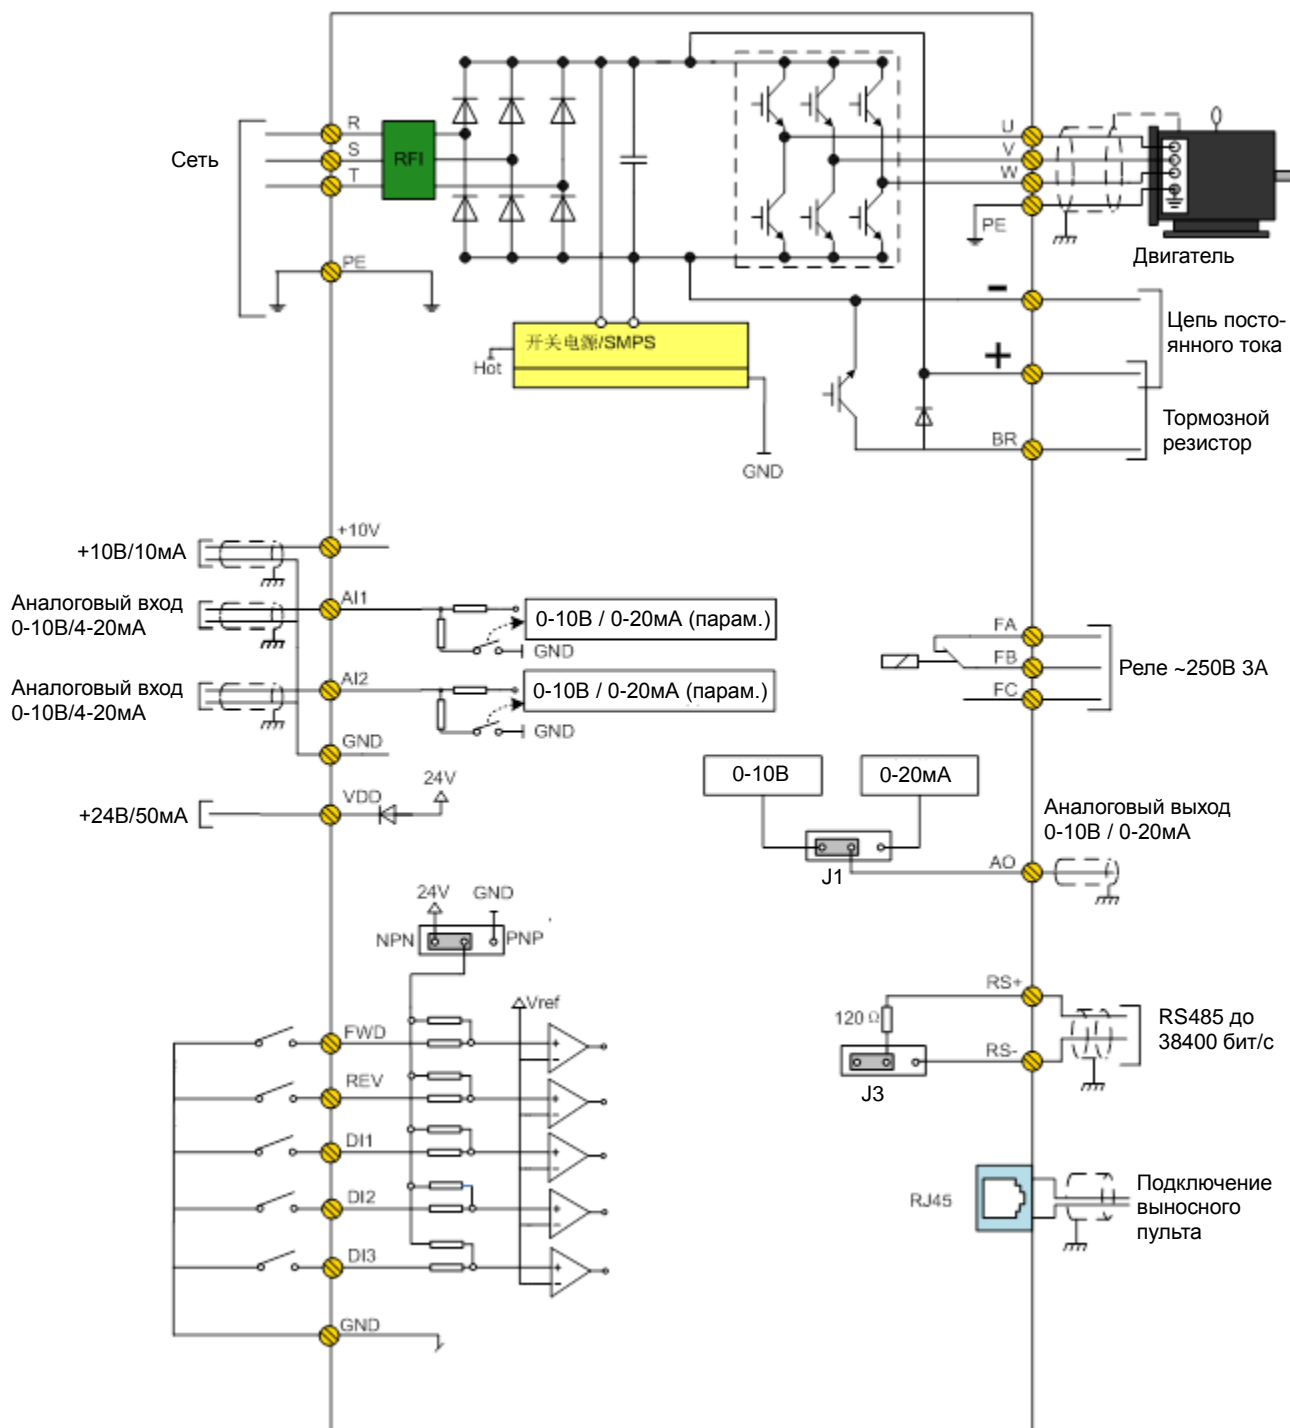 Сеть
R
S
T
RFI
PE
U
V
W
PE
Двигатель
-
+
Цепь посто-
янного тока
开关电源/SMPS
Hot
GND
BR
Тормозной
резистор
+10В/10мА
+10V
Аналоговый вход
0-10В/4-20мА
AI1
0-10В / 0-20мА (парам.)
GND
Аналоговый вход
0-10В/4-20мА
AI2
0-10В / 0-20мА (парам.)
GND
GND
+24В/50мА
VDD
24V
FA
FB
FC
Реле ~250В 3А
0-10В
0-20мА
J1
AO
Аналоговый выход
0-10В / 0-20мА
24V
GND
NPN
PNP
Vref
FWD
REV
DI1
DI2
DI3
GND
+
-
+
-
+
-
+
-
+
-
RS+
120 Ω
RS-
J3
RS485 до
38400 бит/с
RJ45
Подключение
выносного
пульта